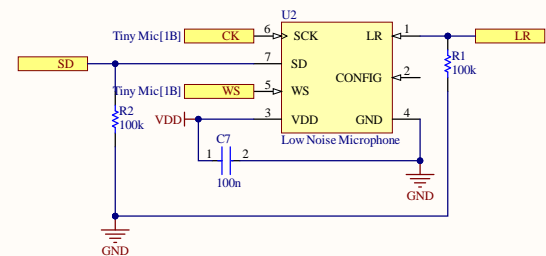 U2
Tiny Mic[1B] CK 6 SCK LR 1 LR
SD 7 SD R1
100k
CONFIG 2
Tiny Mic[1B] WS 5 WS
R2
100k
VDD 3 VDD GND 4
C7 Low Noise Microphone
1 2
100n
GND
GND